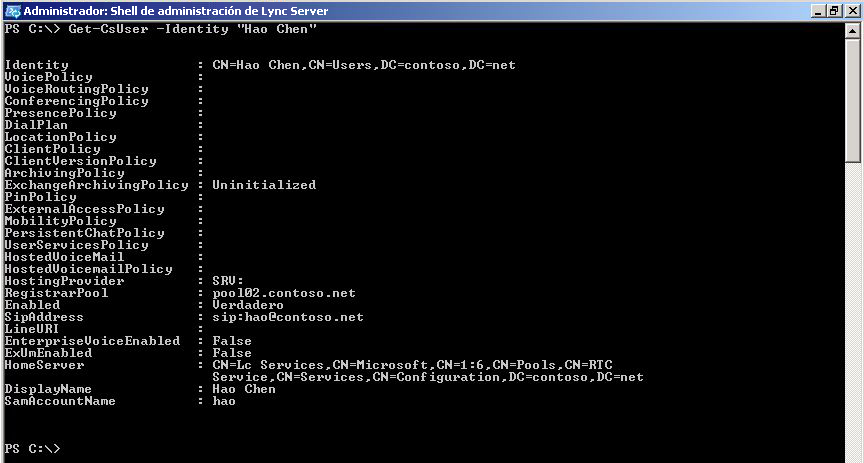 Administrador: Shell de administración de Lync Server
PS C:\> Get-CsUser -Identity "Hao Chen"
Identity : CN=Hao Chen,CN=Users,DC=contoso,DC=net
VoicePolicy :
VoiceRoutingPolicy :
ConferencingPolicy :
PresencePolicy :
DialPlan :
LocationPolicy :
ClientPolicy :
ClientVersionPolicy :
ArchivingPolicy :
ExchangeArchivingPolicy : Uninitialized
PinPolicy :
ExternalAccessPolicy :
MobilityPolicy :
PersistentChatPolicy :
UserServicesPolicy :
HostedVoiceMail :
HostedVoicemailPolicy :
HostingProvider : SRV:
RegistrarPool : pool02.contoso.net
Enabled : Verdadero
SipAddress : sip:hao@contoso.net
LineURI :
EnterpriseVoiceEnabled : False
ExUmEnabled : False
HomeServer : CN=Lc Services,CN=Microsoft,CN=1:6,CN=Pools,CN=RTC
Service,CN=Services,CN=Configuration,DC=contoso,DC=net
DisplayName : Hao Chen
SamAccountName : hao
PS C:\>